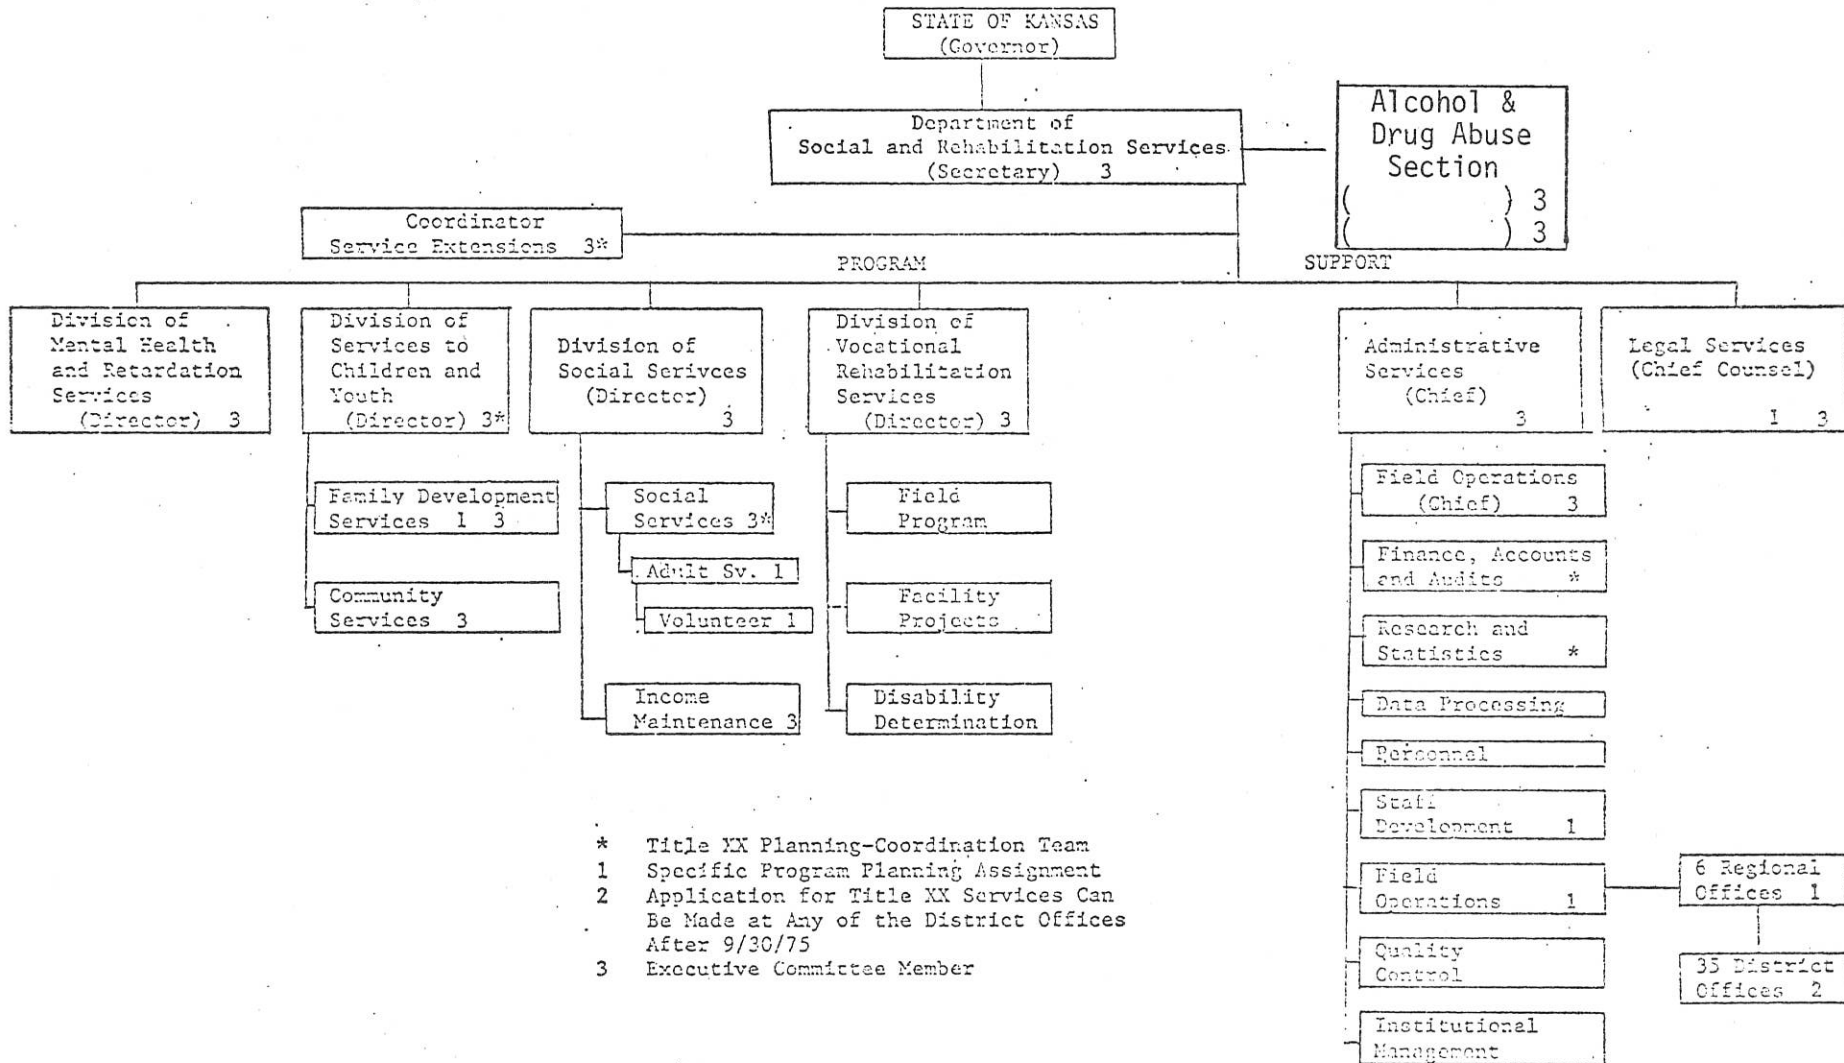 STATE OF KANSAS
(Governor)
Department of
Social and Rehabilitation Services
(Secretary) 3
Alcohol &
Drug Abuse
Section
( ) 3
( ) 3
Coordinator
Service Extensions 3*
PROGRAM
SUPPORT
Division of
Mental Health
and Retardation
Services
(Director) 3
Division of
Services to
Children and
Youth
(Director) 3*
Division of
Social Serivces
(Director)
3
Division of
Vocational
Rehabilitation
Services
(Director) 3
Administrative
Services
(Chief)
3
Legal Services
(Chief Counsel)
1 3
Family Development
Services 1 3
Community
Services 3
Social
Services 3*
Adult Sv. 1
Volunteer 1
Income
Maintenance 3
Field
Program
Facility
Projects
Disability
Determination
Field Operations
(Chief) 3
Finance, Accounts
and Audits *
Research and
Statistics *
Data Processing
Personnel
Staff
Development 1
Field
Operations 1
Quality
Control
Institutional
Management
6 Regional
Offices 1
35 District
Offices 2
* Title XX Planning-Coordination Team
1 Specific Program Planning Assignment
2 Application for Title XX Services Can
Be Made at Any of the District Offices
After 9/30/75
3 Executive Committee Member